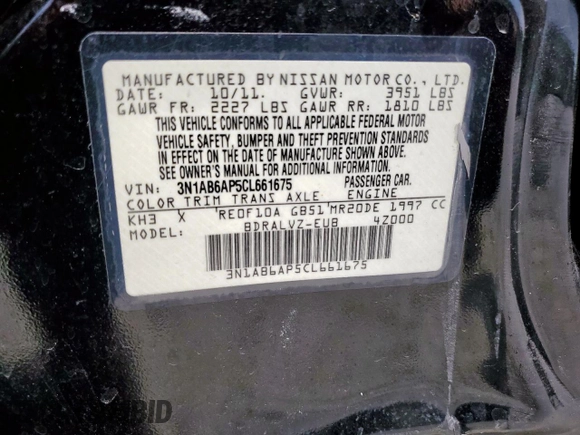 MANUFACTURED BY NISSAN MOTOR CO., LTD.
DATE: 10/11. GVWR: 3951 LBS
GAWR FR: 2227 LBS GAWR RR: 1810 LBS
THIS VEHICLE CONFORMS TO ALL APPLICABLE FEDERAL MOTOR
VEHICLE SAFETY, BUMPER AND THEFT PREVENTION STANDARDS
IN EFFECT ON THE DATE OF MANUFACTURE SHOWN ABOVE.
SEE OWNER'S MANUAL FOR ADDITIONAL INFORMATION.
VIN: 3N1AB6AP5CL661675 PASSENGER CAR.
COLOR TRIM TRANS AXLE ENGINE
KH3 X RE0F10A GB51 MR20DE 1997 CC
MODEL: BDRALVZ-EUB 4Z000
3N1AB6AP5CL661675